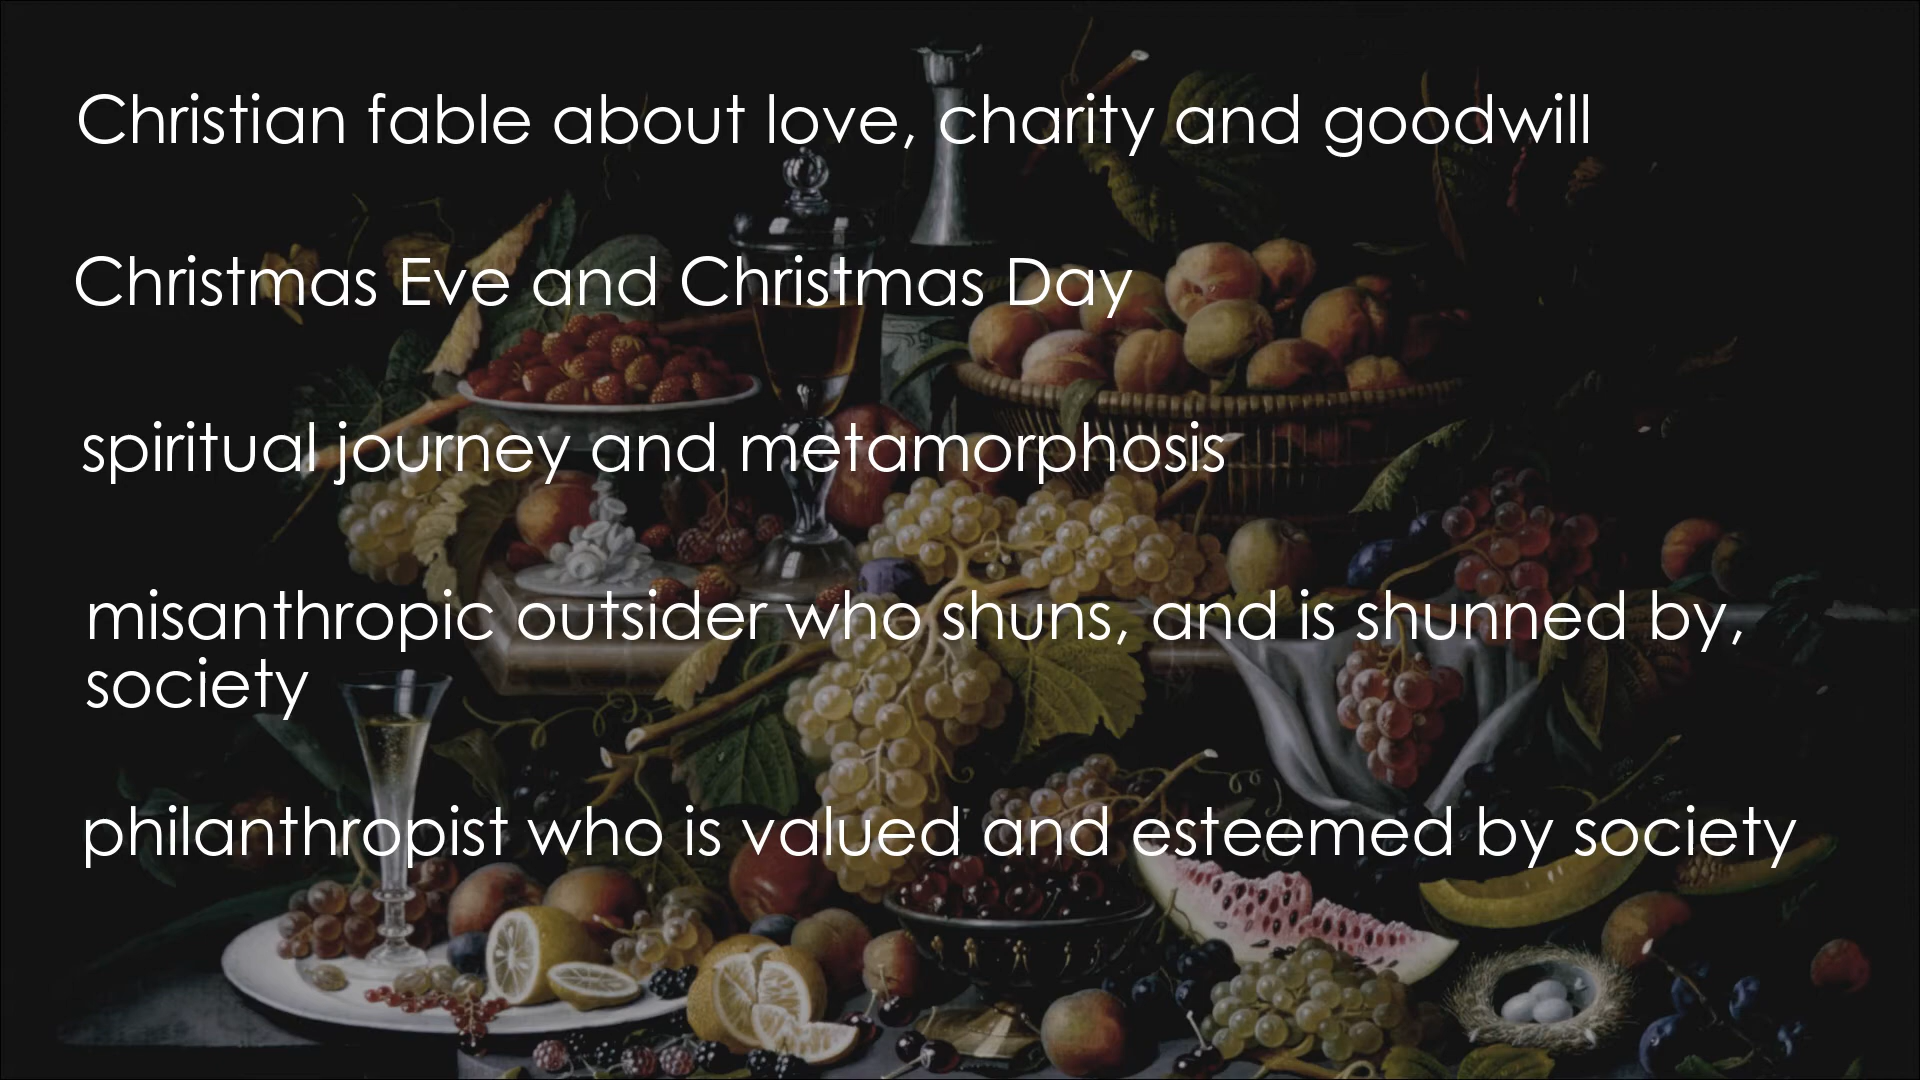 Christian fable about love, charity and goodwill
Christmas Eve and Christmas Day
spiritual journey and metamorphosis
misanthropic outsider who shuns, and is shunned by,
society
philanthropist who is valued and esteemed by society